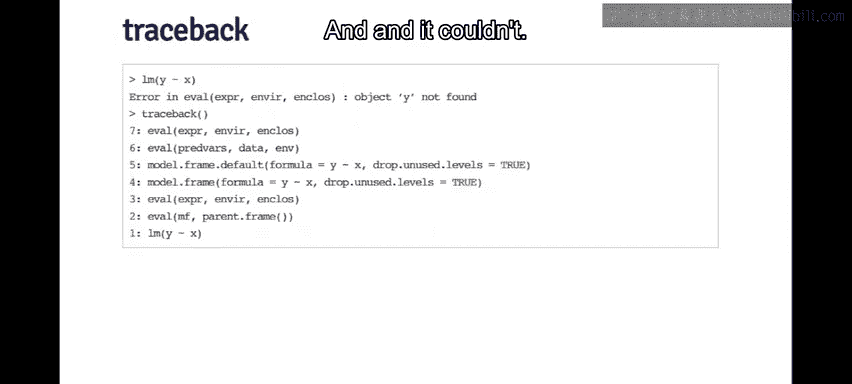 traceback
And and it couldn't.
> lm(y ~ x)
Error in eval(expr, envir, enclos) : object 'y' not found
> traceback()
7: eval(expr, envir, enclos)
6: eval(predvars, data, env)
5: model.frame.default(formula = y ~ x, drop.unused.levels = TRUE)
4: model.frame(formula = y ~ x, drop.unused.levels = TRUE)
3: eval(expr, envir, enclos)
2: eval(mf, parent.frame())
1: lm(y ~ x)